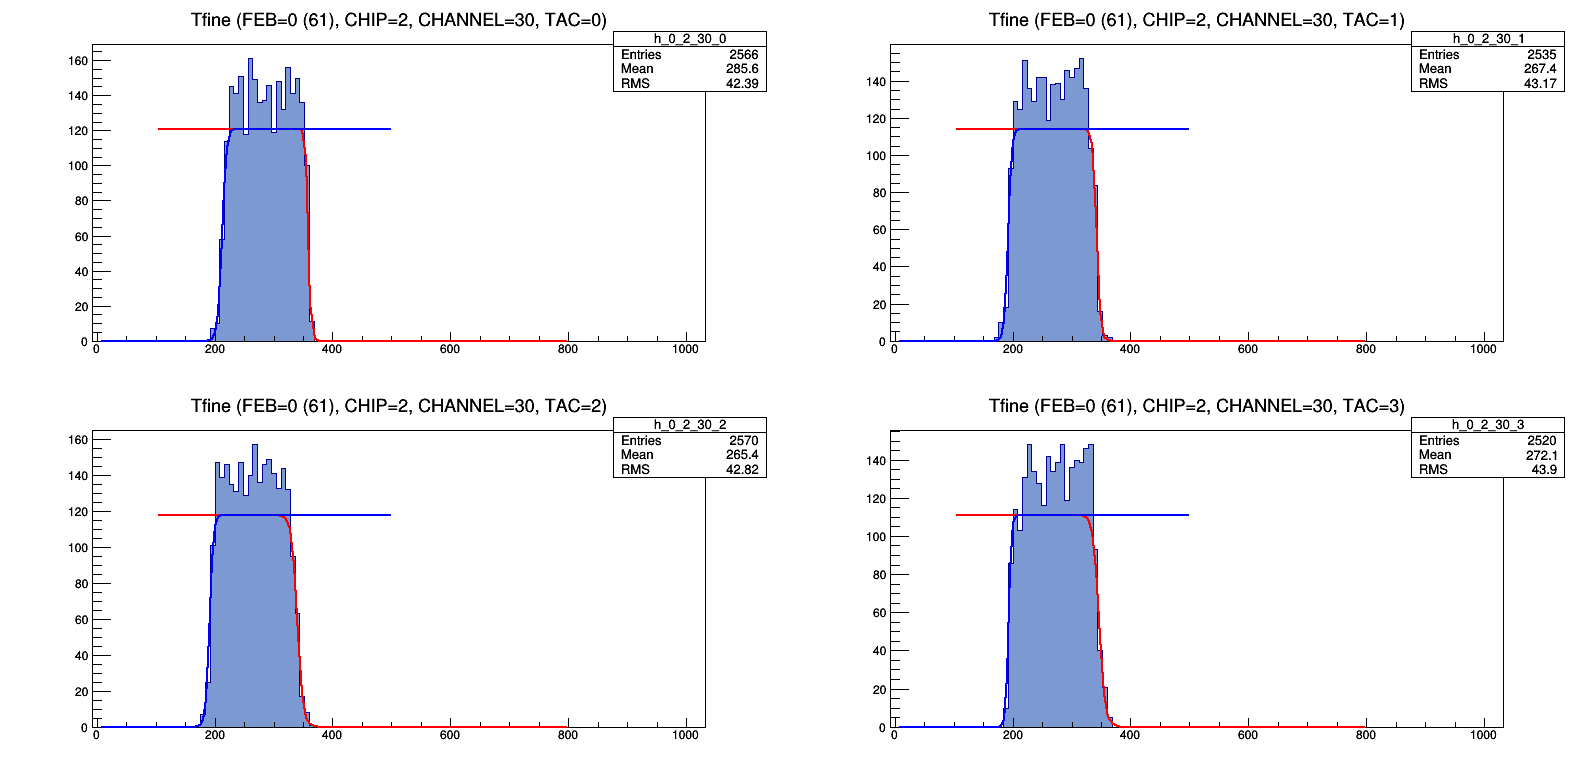 Tfine (FEB=0 (61), CHIP=2, CHANNEL=30, TAC=0)
h_0_2_30_0
Entries 2566
Mean 285.6
RMS 42.39
160
140
120
100
80
60
40
20
0
0 200 400 600 800 1000
Tfine (FEB=0 (61), CHIP=2, CHANNEL=30, TAC=1)
h_0_2_30_1
Entries 2535
Mean 267.4
RMS 43.17
140
120
100
80
60
40
20
0
0 200 400 600 800 1000
Tfine (FEB=0 (61), CHIP=2, CHANNEL=30, TAC=2)
h_0_2_30_2
Entries 2570
Mean 265.4
RMS 42.82
160
140
120
100
80
60
40
20
0
0 200 400 600 800 1000
Tfine (FEB=0 (61), CHIP=2, CHANNEL=30, TAC=3)
h_0_2_30_3
Entries 2520
Mean 272.1
RMS 43.9
140
120
100
80
60
40
20
0
0 200 400 600 800 1000